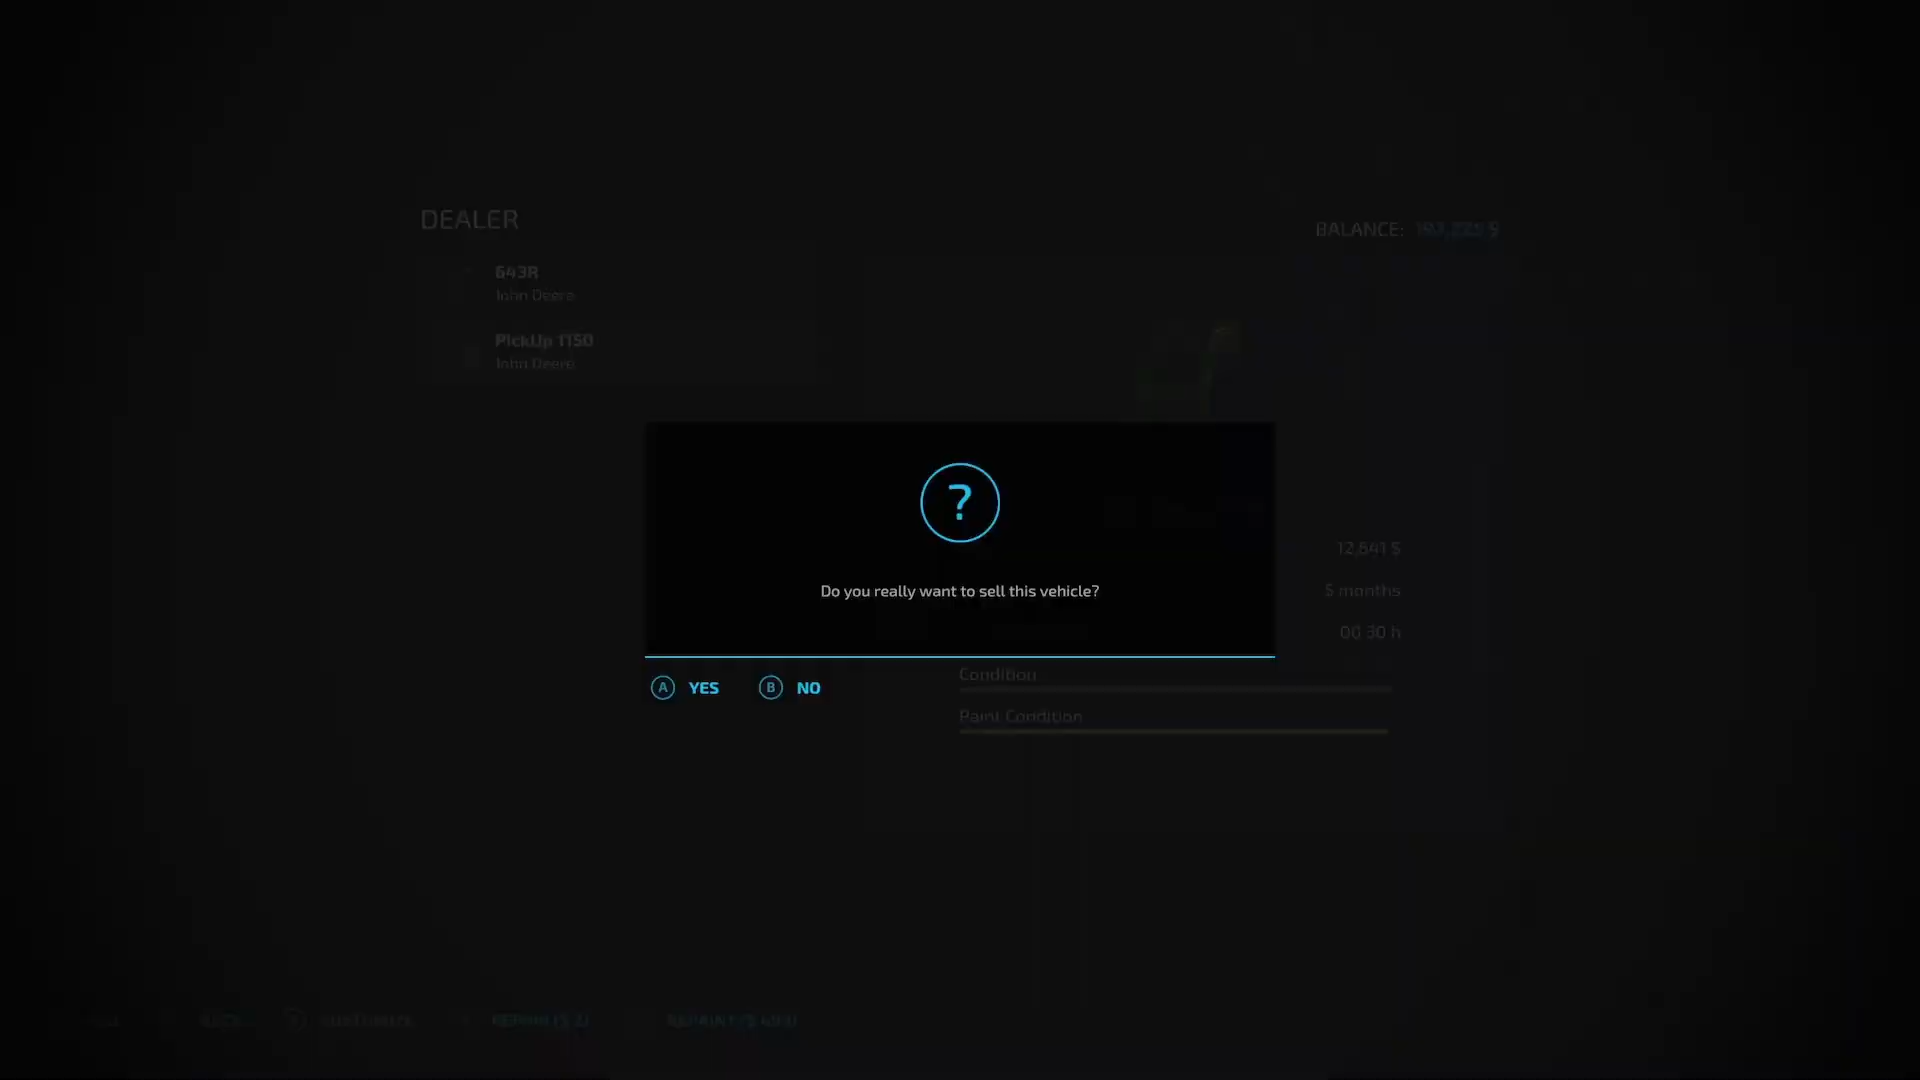 DEALER
BALANCE:
643R
John Deere
PickUp 1150
John Deere
?
Do you really want to sell this vehicle?
12,841 $
5 months
00:30 h
A YES B NO
Condition
Paint Condition